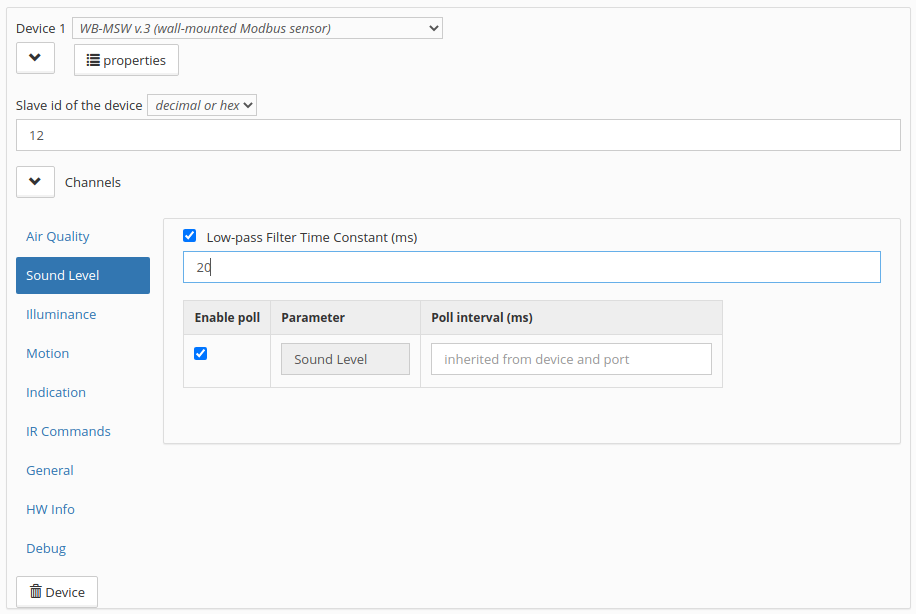 Device 1 WB-MSW v.3 (wall-mounted Modbus sensor)
properties
Slave id of the device decimal or hex
12
Channels
Air Quality
Sound Level
Illuminance
Motion
Indication
IR Commands
General
HW Info
Debug
Low-pass Filter Time Constant (ms)
20
Enable poll Parameter Poll interval (ms)
Sound Level inherited from device and port
Device